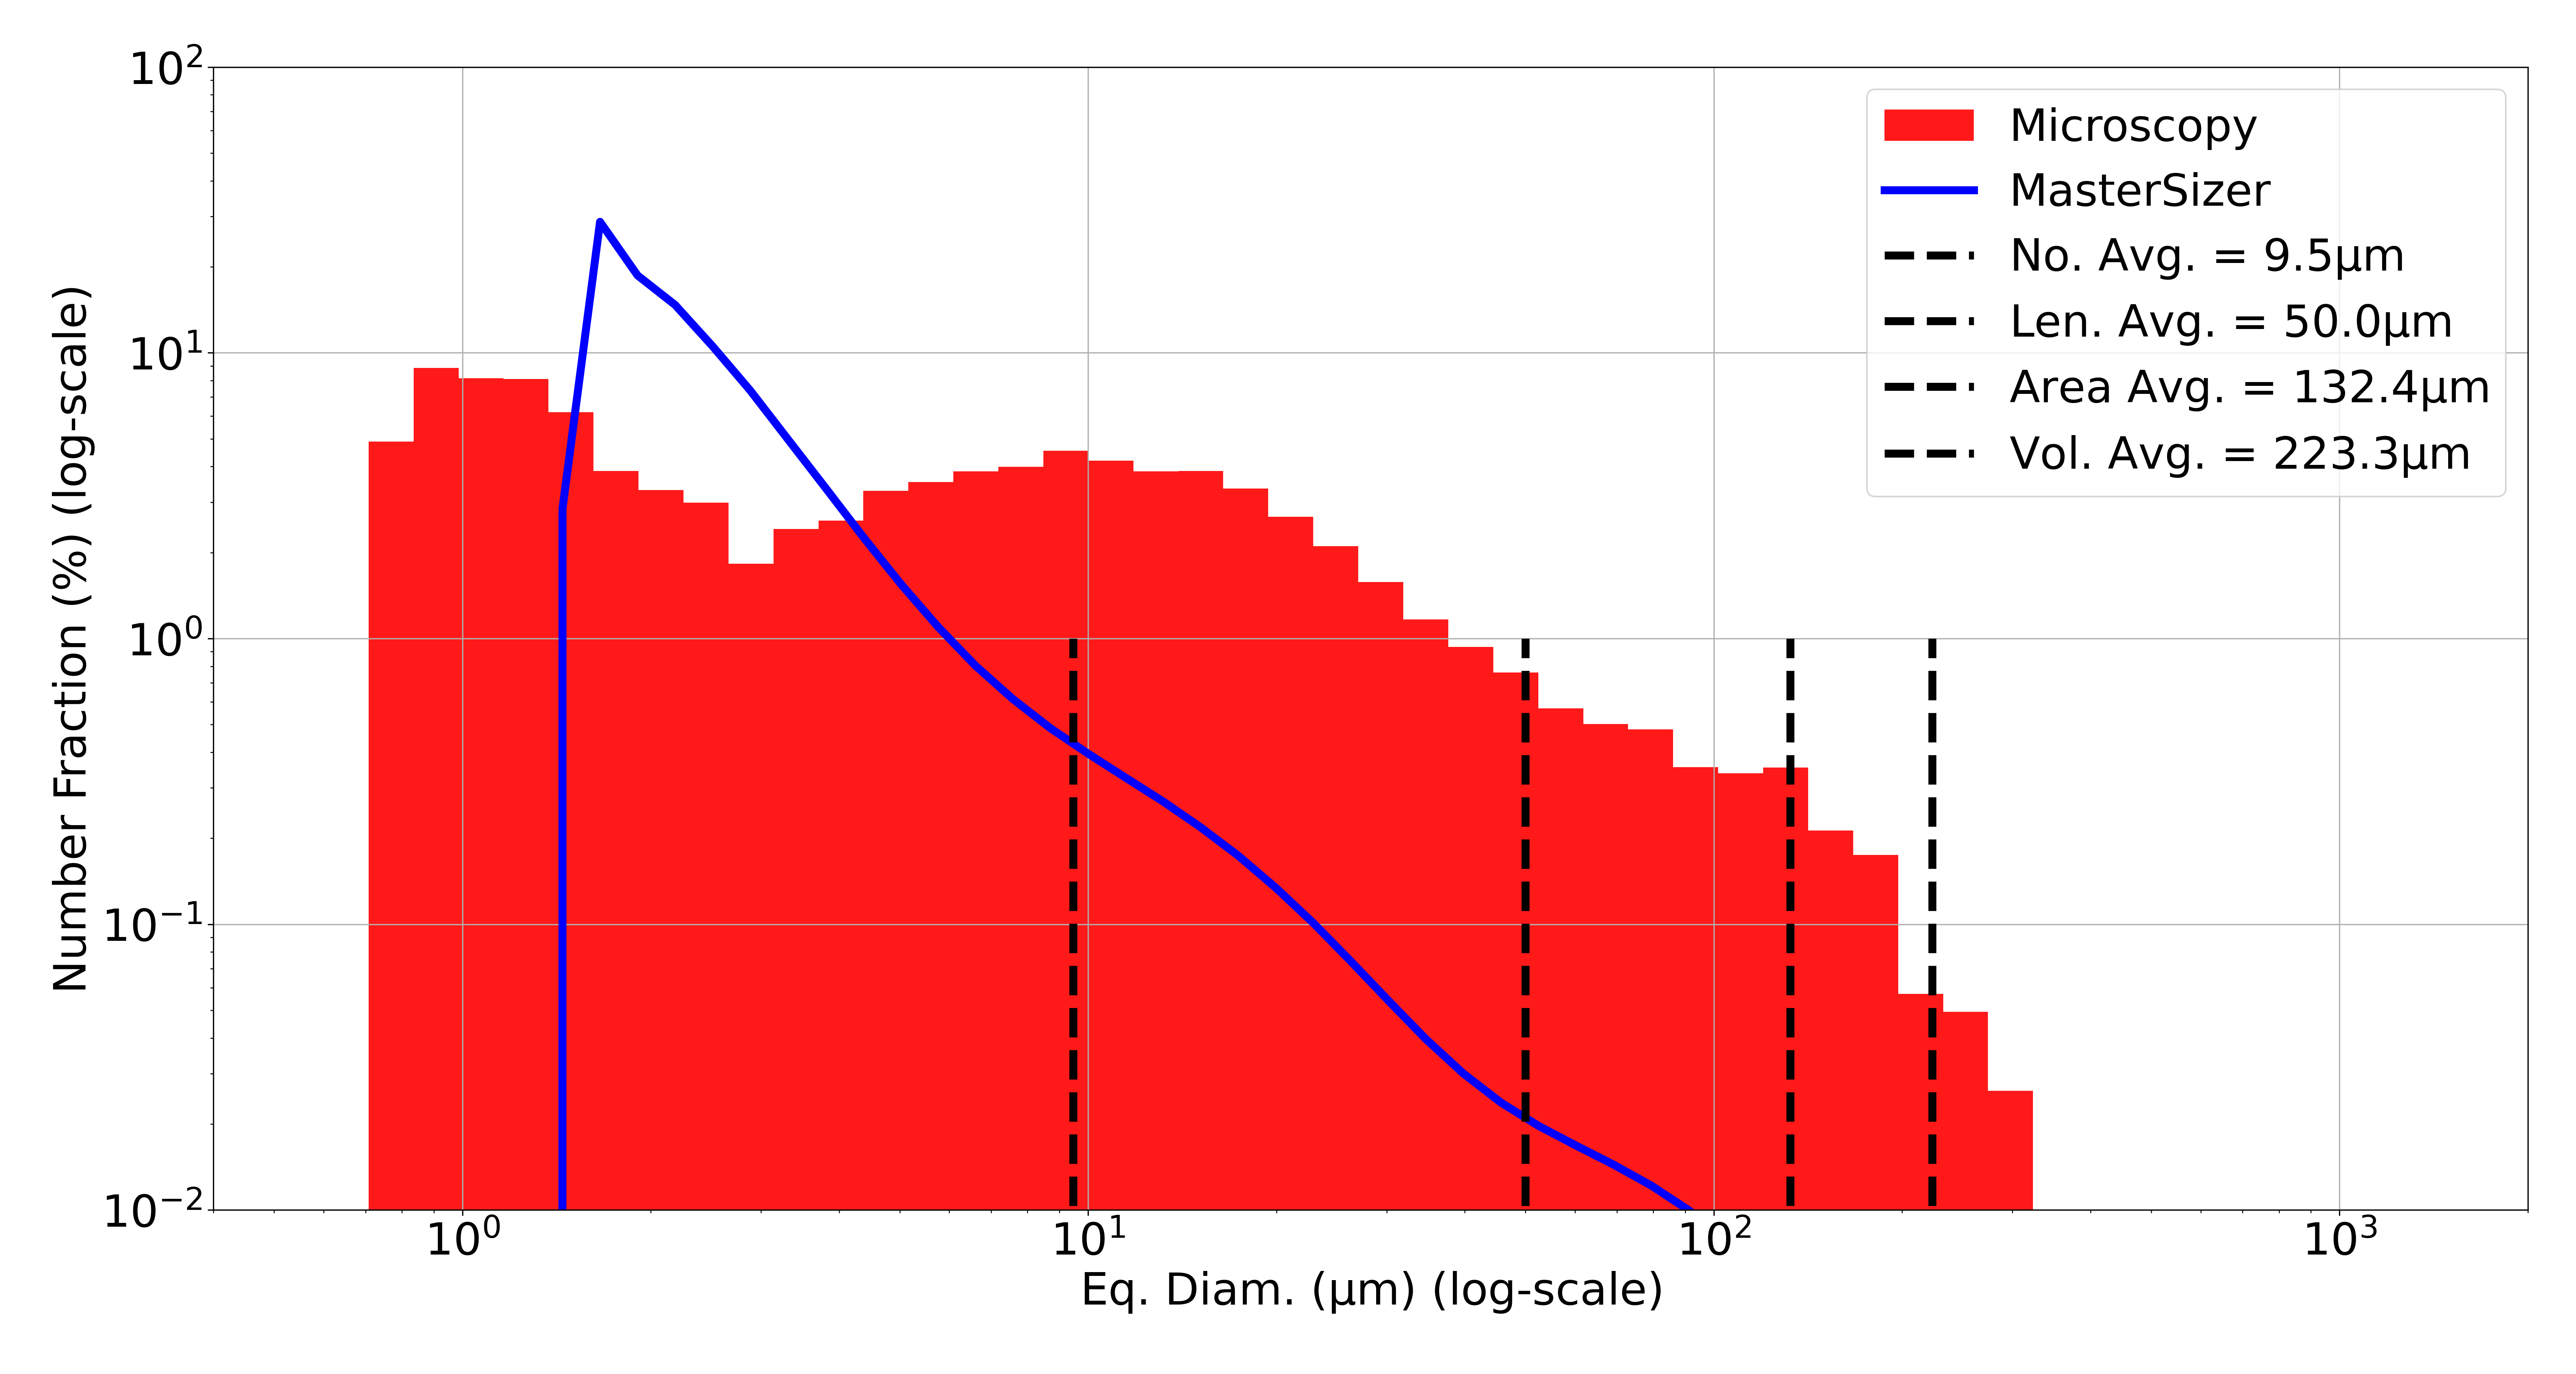 10²
10¹
10⁰
10⁻¹
10⁻²
Number Fraction (%) (log-scale)
Microscopy
MasterSizer
No. Avg. = 9.5μm
Len. Avg. = 50.0μm
Area Avg. = 132.4μm
Vol. Avg. = 223.3μm
10⁰ 10¹ 10² 10³
Eq. Diam. (μm) (log-scale)